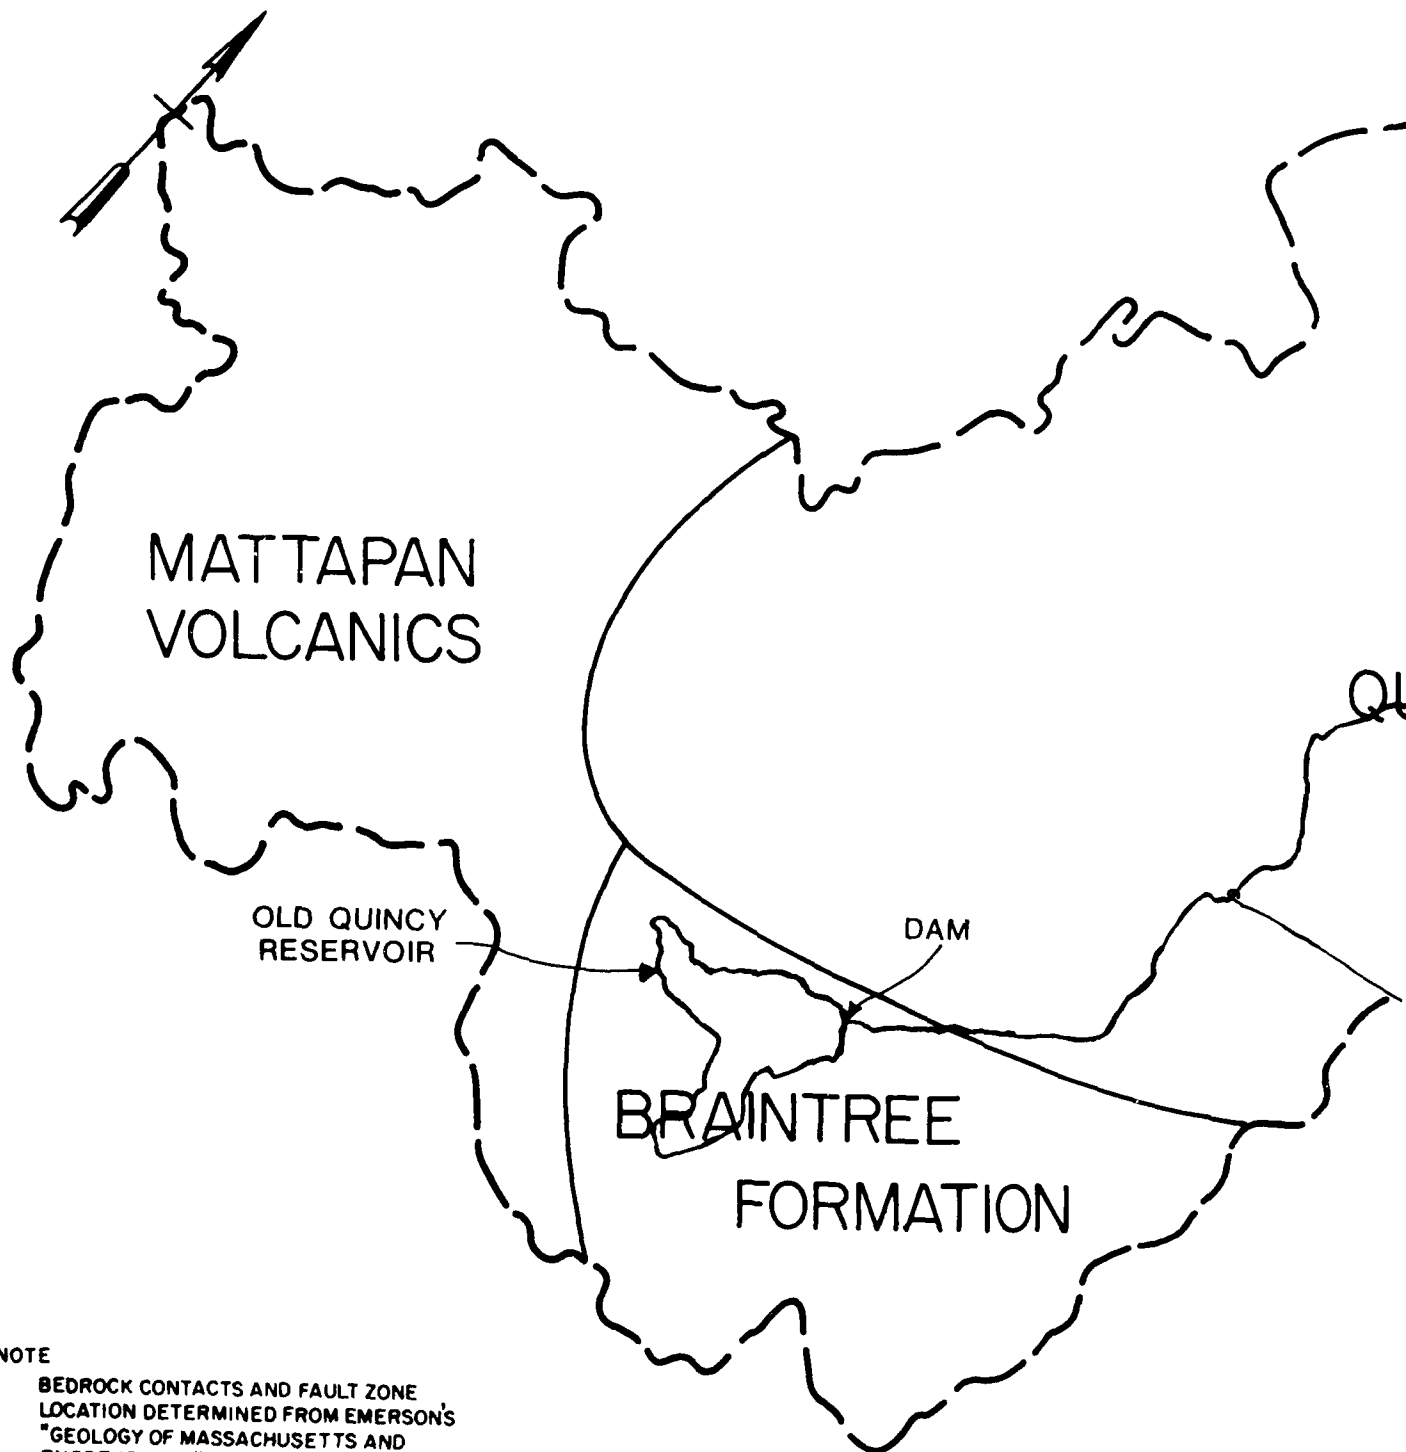 MATTAPAN
VOLCANICS
QU
OLD QUINCY
RESERVOIR
DAM
BRAINTREE
FORMATION
NOTE
BEDROCK CONTACTS AND FAULT ZONE
LOCATION DETERMINED FROM EMERSON'S
"GEOLOGY OF MASSACHUSETTS AND